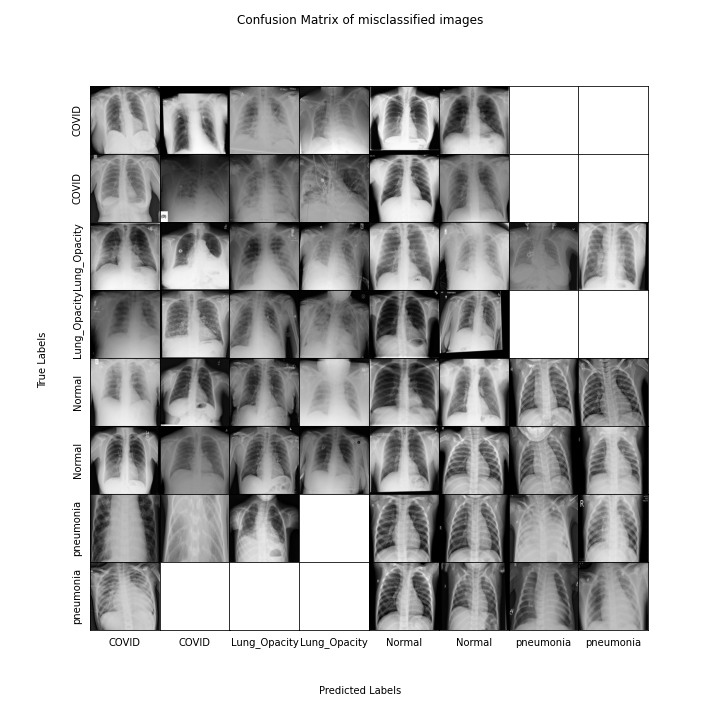 Confusion Matrix of misclassified images
True Labels
COVID
COVID
Lung_Opacity
Lung_Opacity
Normal
Normal
pneumonia
pneumonia
COVID COVID Lung_Opacity Lung_Opacity Normal Normal pneumonia pneumonia
Predicted Labels